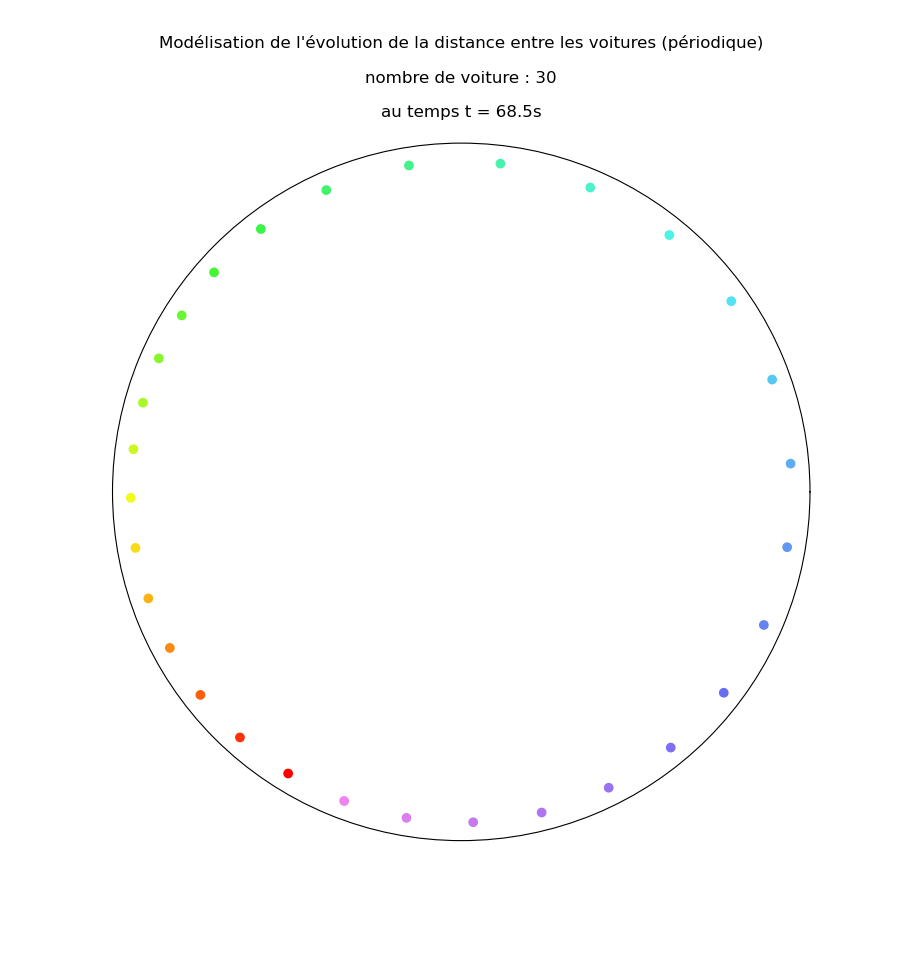 Modélisation de l'évolution de la distance entre les voitures (périodique)
nombre de voiture : 30
au temps t = 68.5s